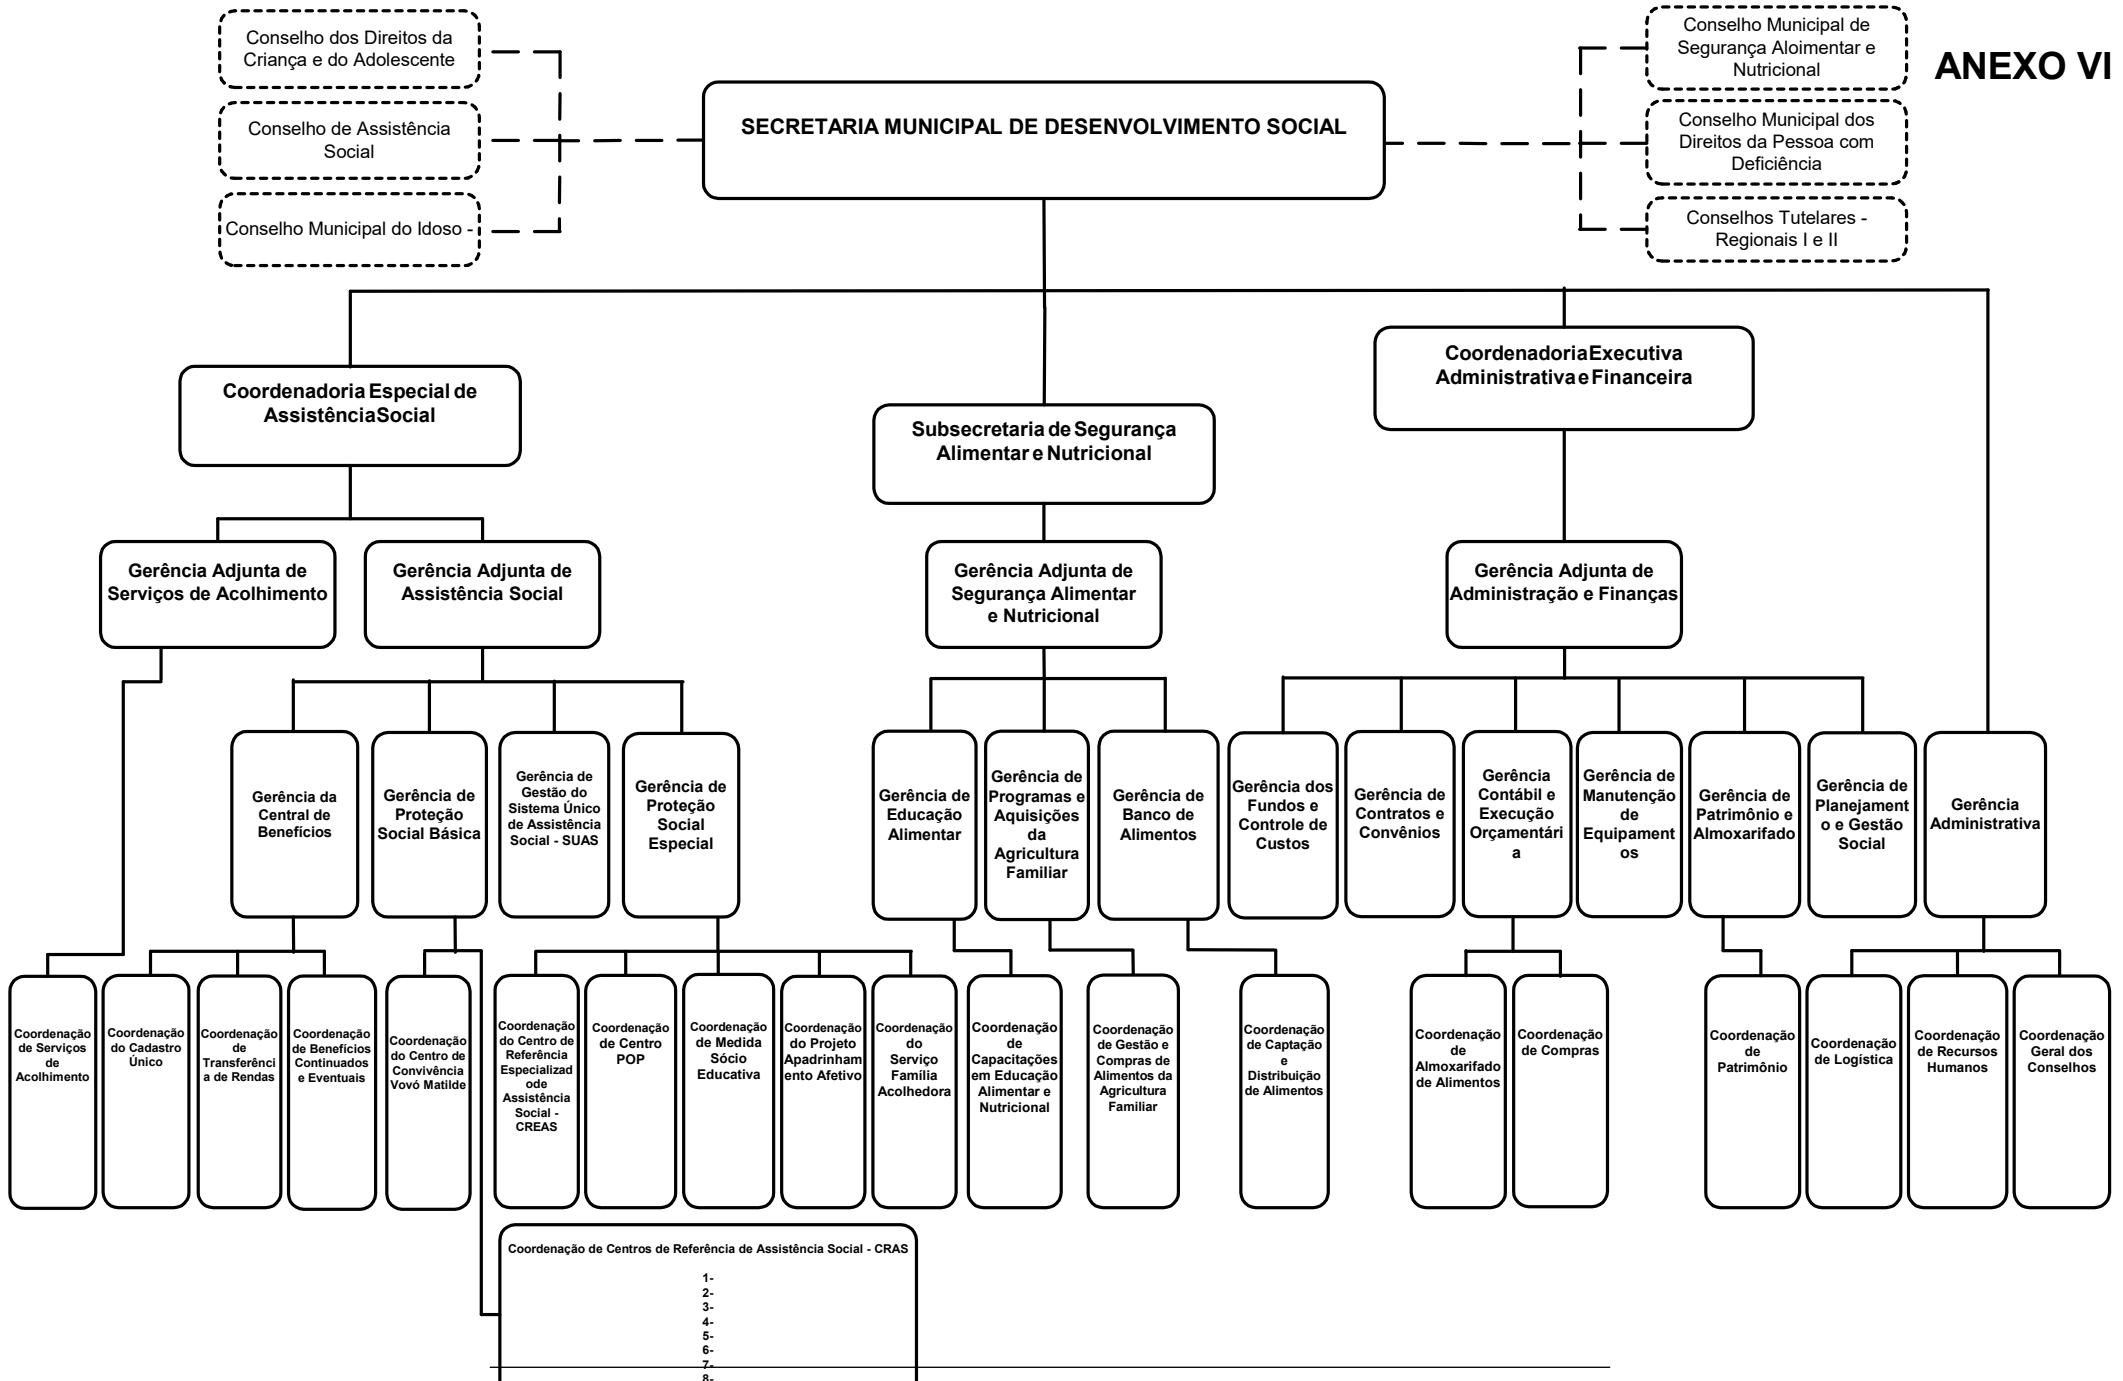 Conselho dos Direitos da
Criança e do Adolescente
Conselho de Assistência
Social
Conselho Municipal do Idoso -
SECRETARIA MUNICIPAL DE DESENVOLVIMENTO SOCIAL
Conselho Municipal de
Segurança Aloimentar e
Nutricional
Conselho Municipal dos
Direitos da Pessoa com
Deficiência
Conselhos Tutelares -
Regionais I e II
ANEXO VI
Coordenadoria Especial de
Assistência Social
Subsecretaria de Segurança
Alimentar e Nutricional
Coordenadoria Executiva
Administrativa e Financeira
Gerência Adjunta de
Serviços de Acolhimento
Gerência Adjunta de
Assistência Social
Gerência Adjunta de
Segurança Alimentar
e Nutricional
Gerência Adjunta de
Administração e Finanças
Gerência da
Central de
Benefícios
Gerência de
Proteção
Social Básica
Gerência de
Gestão do
Sistema Único
de Assistência
Social - SUAS
Gerência de
Proteção
Social
Especial
Gerência de
Educação
Alimentar
Gerência de
Programas e
Aquisições
da
Agricultura
Familiar
Gerência de
Banco de
Alimentos
Gerência dos
Fundos e
Controle de
Custos
Gerência de
Contratos e
Convênios
Gerência
Contábil e
Execução
Orçamentári
a
Gerência de
Manutenção
de
Equipament
os
Gerência de
Patrimônio e
Almoxarifado
Gerência de
Planejament
o e Gestão
Social
Gerência
Administrativa
Coordenação
de Serviços
de
Acolhimento
Coordenação
do Cadastro
Único
Coordenação
de
Transferênci
a de Rendas
Coordenação
de Benefícios
Continuados
e Eventuais
Coordenação
do Centro de
Convivência
Vovó Matilde
Coordenação
do Centro de
Referência
Especializad
ode
Assistência
Social -
CREAS
Coordenação
de Centro
POP
Coordenação
de Medida
Sócio
Educativa
Coordenação
do Projeto
Apadrinham
ento Afetivo
Coordenação
do
Serviço
Família
Acolhedora
Coordenação
de
Capacitações
em Educação
Alimentar e
Nutricional
Coordenação
de Gestão e
Compras de
Alimentos da
Agricultura
Familiar
Coordenação
de Captação
e
Distribuição
de Alimentos
Coordenação
de
Almoxarifado
de Alimentos
Coordenação
de Compras
Coordenação
de
Patrimônio
Coordenação
de Logística
Coordenação
de Recursos
Humanos
Coordenação
Geral dos
Conselhos
Coordenação de Centros de Referência de Assistência Social - CRAS
1-
2-
3-
4-
5-
6-
7-
8-